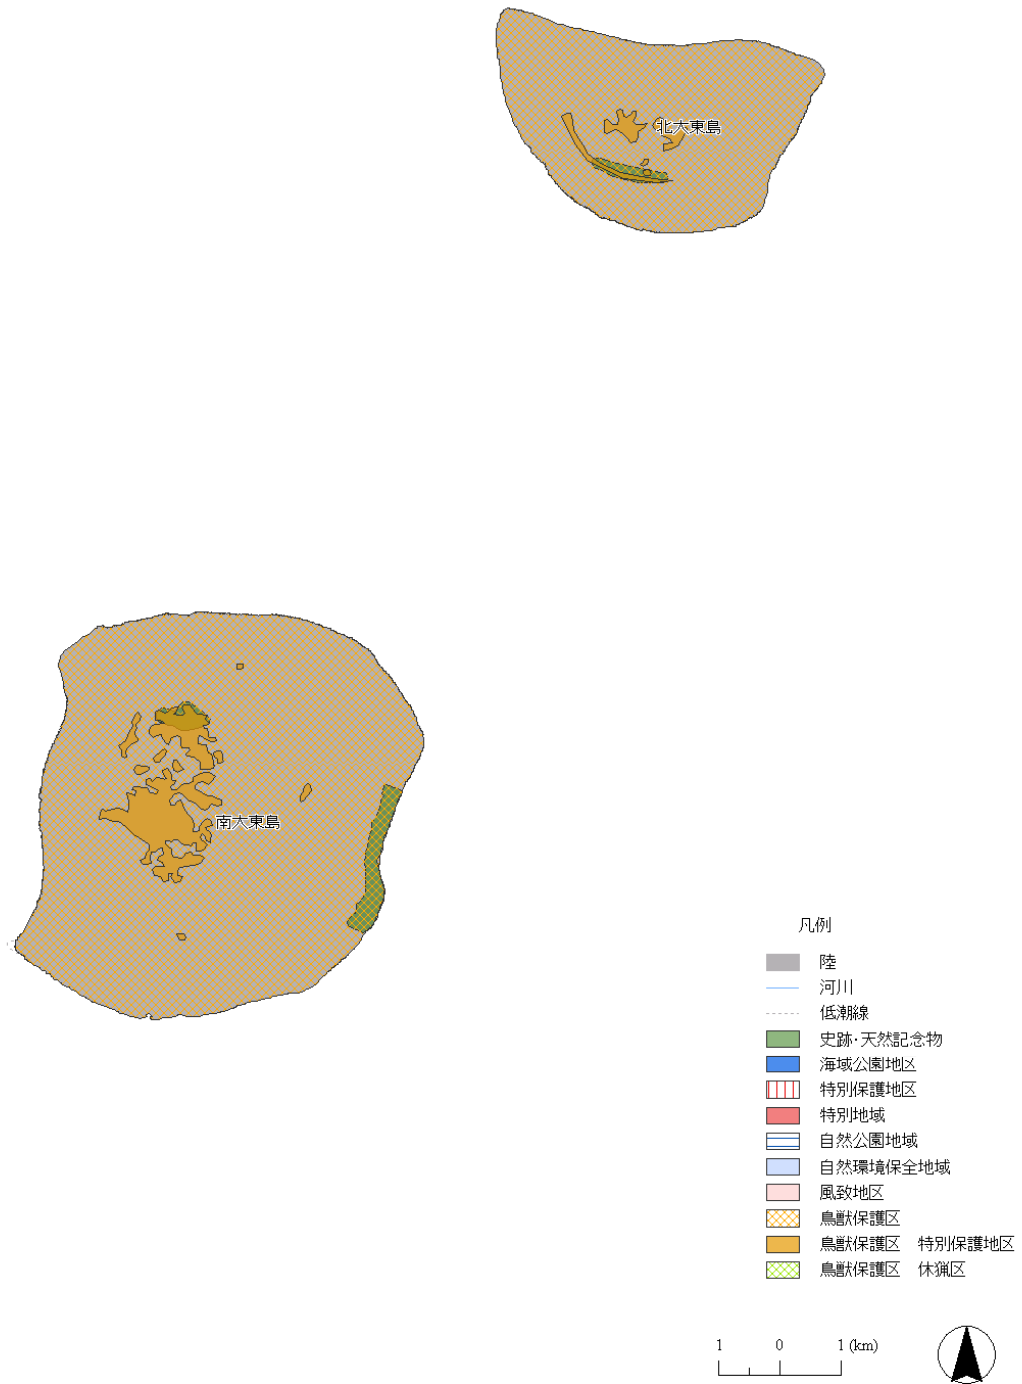 北大東島
南大東島
凡例
陸
河川
低潮線
史跡・天然記念物
海域公園地区
特別保護地区
特別地域
自然公園地域
自然環境保全地域
風致地区
鳥獣保護区
鳥獣保護区　特別保護地区
鳥獣保護区　休猟区
1 0 1 (km)